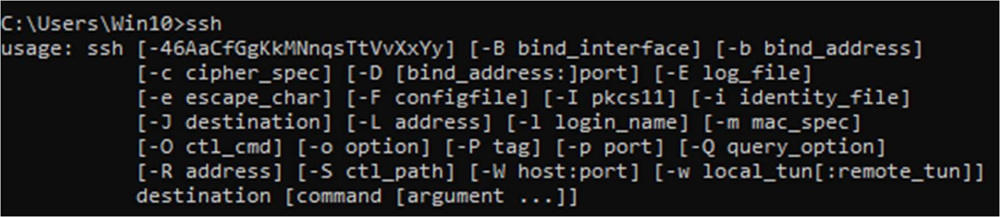 C:\Users\Win10>ssh
usage: ssh [-46AaCfGgKkMNnqsTtVvXxYy] [-B bind_interface] [-b bind_address]
           [-c cipher_spec] [-D [bind_address:]port] [-E log_file]
           [-e escape_char] [-F configfile] [-I pkcs11] [-i identity_file]
           [-J destination] [-L address] [-l login_name] [-m mac_spec]
           [-O ctl_cmd] [-o option] [-P tag] [-p port] [-Q query_option]
           [-R address] [-S ctl_path] [-W host:port] [-w local_tun[:remote_tun]]
           destination [command [argument ...]]